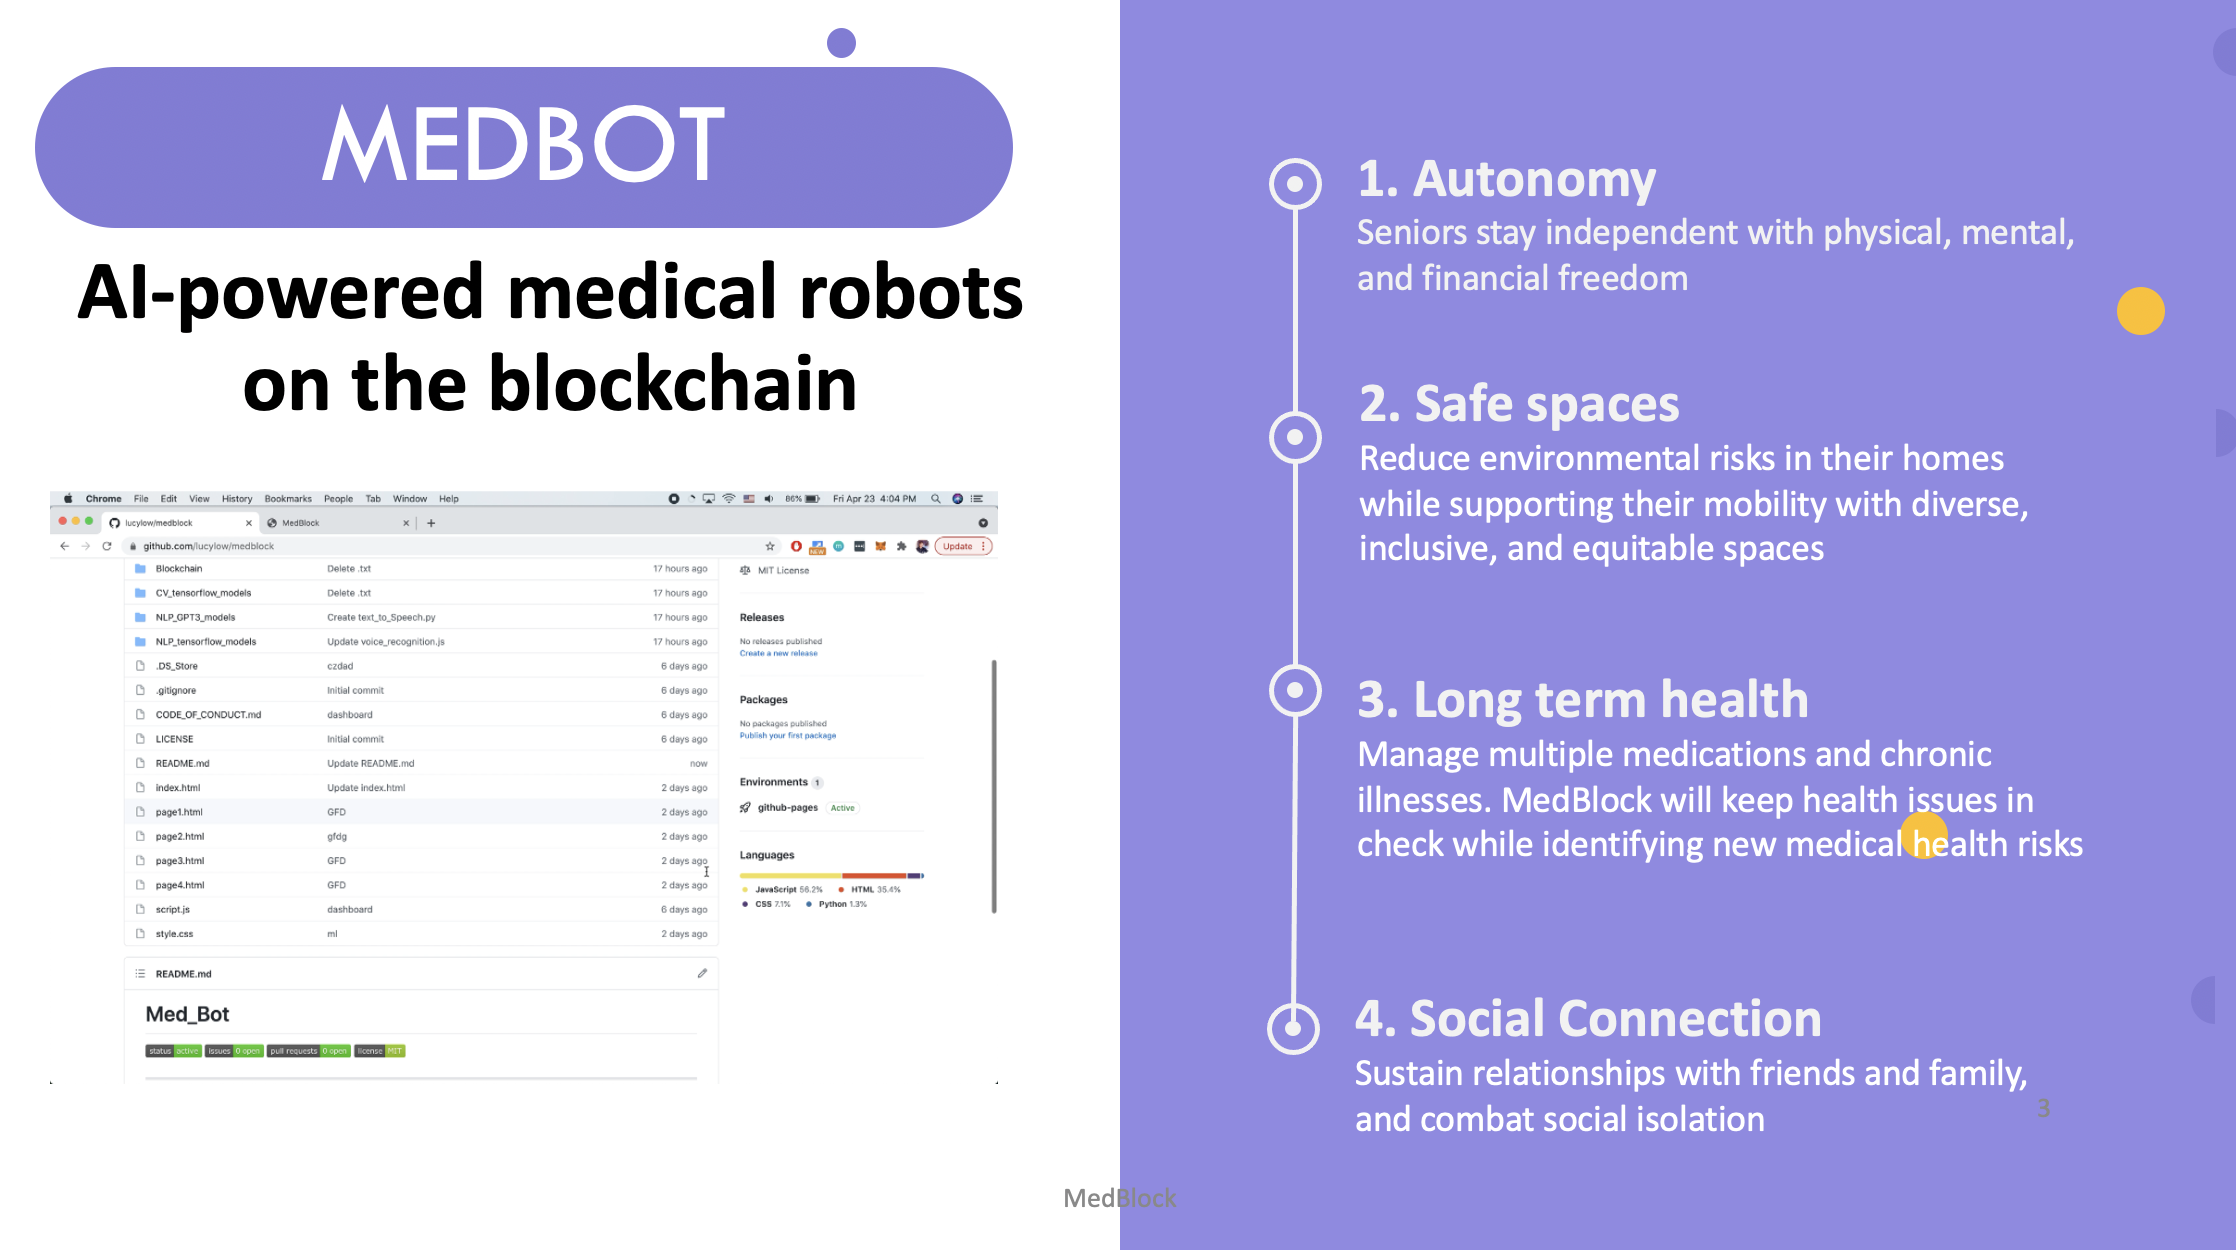 MEDBOT
AI-powered medical robots
on the blockchain
Chrome File Edit View History Bookmarks People Tab Window Help 86% Fri Apr 23 4:04 PM
lucylow/medblock MedBlock
github.com/lucylow/medblock NEW Update
Blockchain Delete .txt 17 hours ago
CV_tensorflow_models Delete .txt 17 hours ago
NLP_GPT3_models Create text_to_Speech.py 17 hours ago
NLP_tensorflow_models Update voice_recognition.js 17 hours ago
.DS_Store czdad 6 days ago
.gitignore Initial commit 6 days ago
CODE_OF_CONDUCT.md dashboard 6 days ago
LICENSE Initial commit 6 days ago
README.md Update README.md now
index.html Update index.html 2 days ago
page1.html GFD 2 days ago
page2.html gfdg 2 days ago
page3.html GFD 2 days ago
page4.html GFD 2 days ago
script.js dashboard 6 days ago
style.css ml 2 days ago
README.md
Med_Bot
status active issues 0 open pull requests 0 open license MIT
MIT License
Releases
No releases published
Create a new release
Packages
No packages published
Publish your first package
Environments 1
github-pages Active
Languages
JavaScript 56.2% HTML 35.4%
CSS 7.1% Python 1.3%
1. Autonomy
Seniors stay independent with physical, mental,
and financial freedom
2. Safe spaces
Reduce environmental risks in their homes
while supporting their mobility with diverse,
inclusive, and equitable spaces
3. Long term health
Manage multiple medications and chronic
illnesses. MedBlock will keep health issues in
check while identifying new medical health risks
4. Social Connection
Sustain relationships with friends and family,
and combat social isolation
3
MedBlock